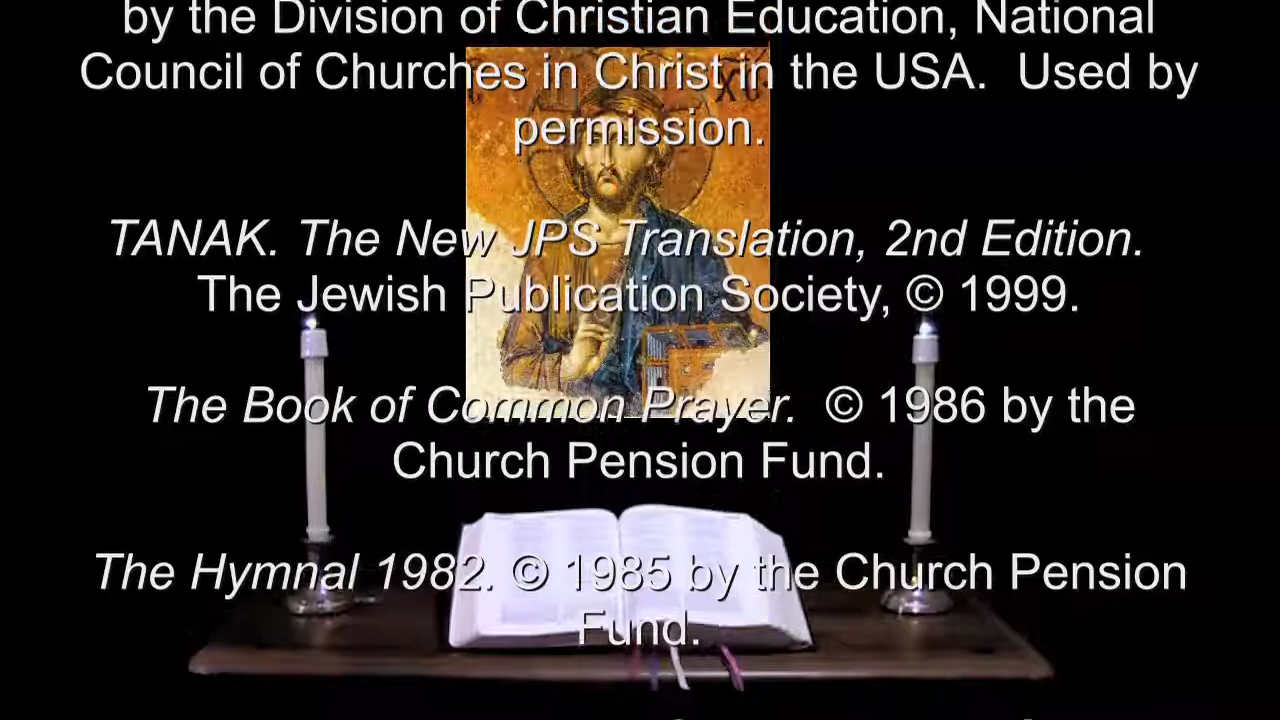 by the Division of Christian Education, National
Council of Churches in Christ in the USA.  Used by
permission.
TANAK. The New JPS Translation, 2nd Edition.
The Jewish Publication Society, © 1999.
The Book of Common Prayer.  © 1986 by the
Church Pension Fund.
The Hymnal 1982. © 1985 by the Church Pension
Fund.